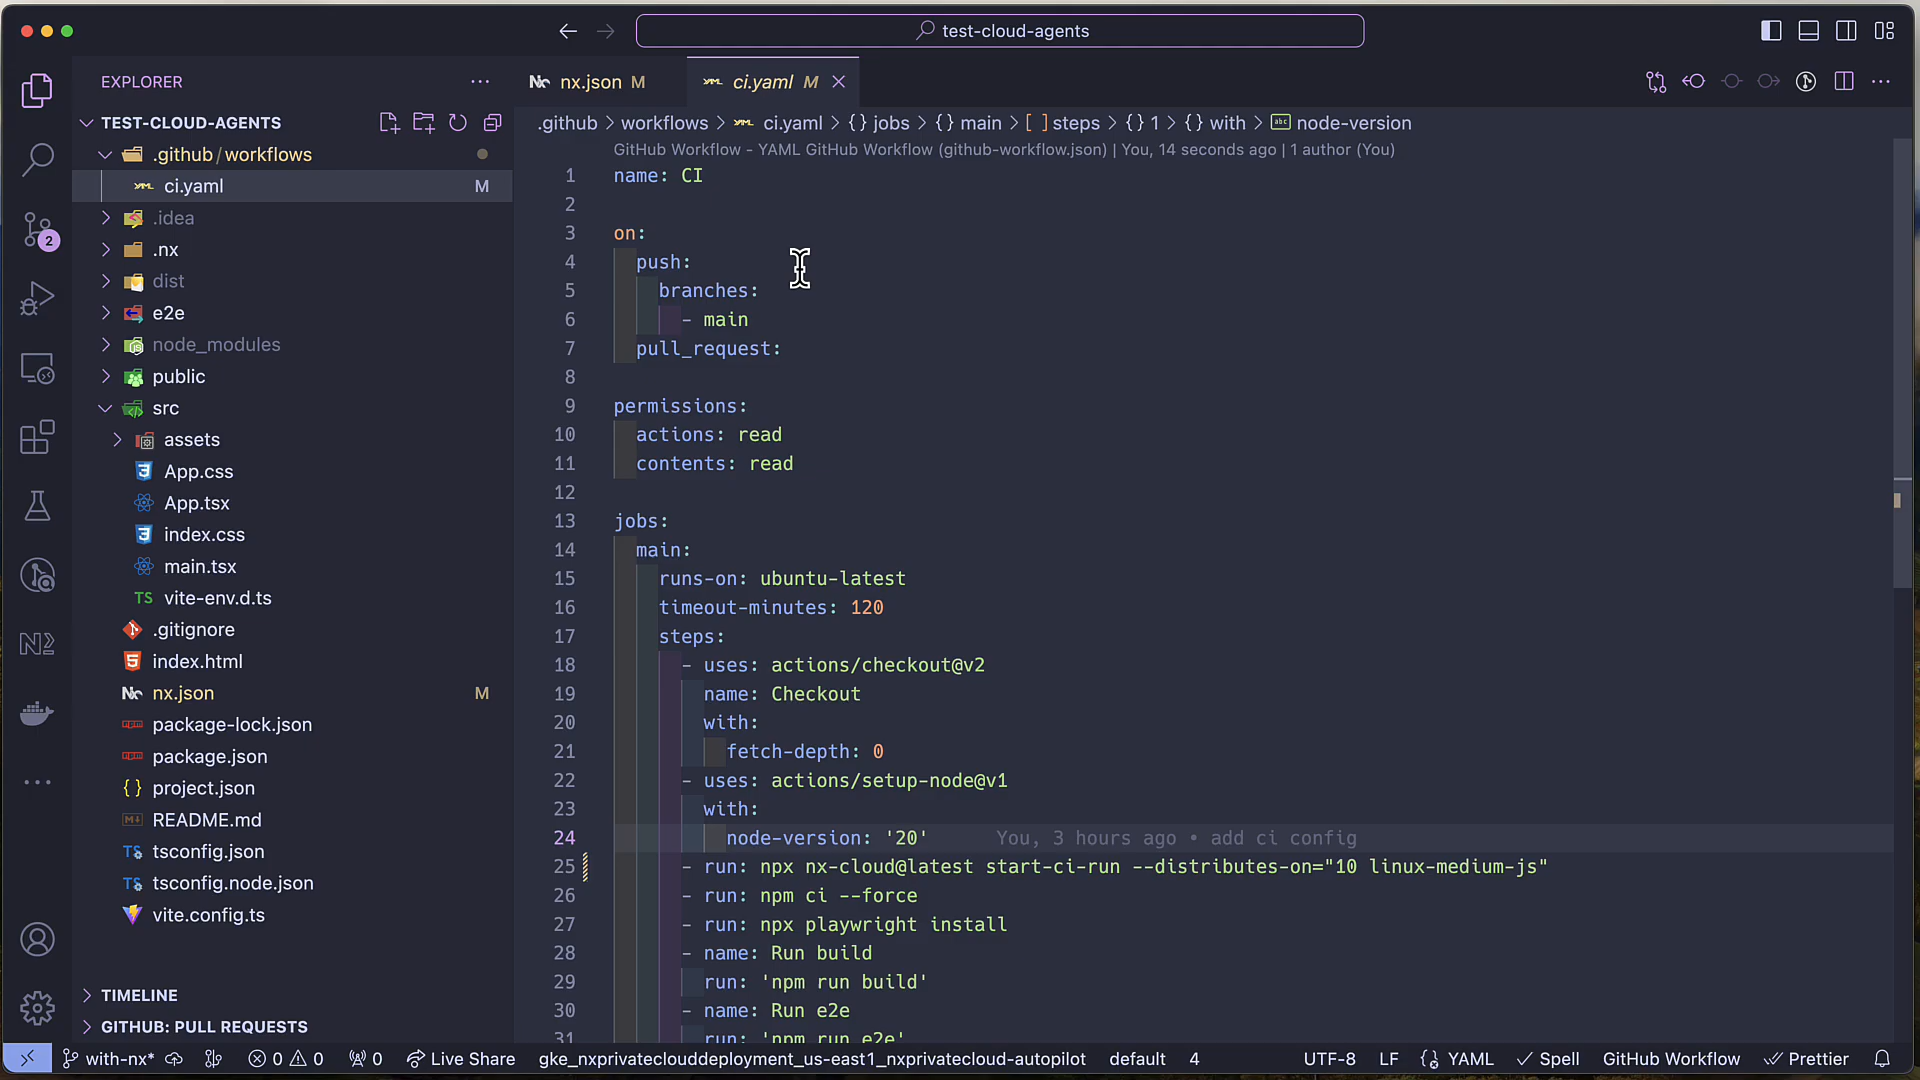 test-cloud-agents
EXPLORER
nx.json M
ci.yaml M
TEST-CLOUD-AGENTS
.github/workflows
ci.yaml M
.idea
.nx
dist
e2e
node_modules
public
src
assets
App.css
App.tsx
index.css
main.tsx
TS vite-env.d.ts
.gitignore
index.html
nx.json M
package-lock.json
package.json
{} project.json
README.md
tsconfig.json
tsconfig.node.json
vite.config.ts
TIMELINE
GITHUB: PULL REQUESTS
2
.github > workflows > ci.yaml > {} jobs > {} main > [ ] steps > {} 1 > {} with > node-version
GitHub Workflow - YAML GitHub Workflow (github-workflow.json) | You, 14 seconds ago | 1 author (You)
1 name: CI
2
3 on:
4 push:
5 branches:
6 - main
7 pull_request:
8
9 permissions:
10 actions: read
11 contents: read
12
13 jobs:
14 main:
15 runs-on: ubuntu-latest
16 timeout-minutes: 120
17 steps:
18 - uses: actions/checkout@v2
19 name: Checkout
20 with:
21 fetch-depth: 0
22 - uses: actions/setup-node@v1
23 with:
24 node-version: '20' You, 3 hours ago • add ci config
25 - run: npx nx-cloud@latest start-ci-run --distributes-on="10 linux-medium-js"
26 - run: npm ci --force
27 - run: npx playwright install
28 - name: Run build
29 run: 'npm run build'
30 - name: Run e2e
31 run: 'npm run e2e'
with-nx* 0 0 0 Live Share gke_nxprivateclouddeployment_us-east1_nxprivatecloud-autopilot default 4 UTF-8 LF YAML Spell GitHub Workflow Prettier